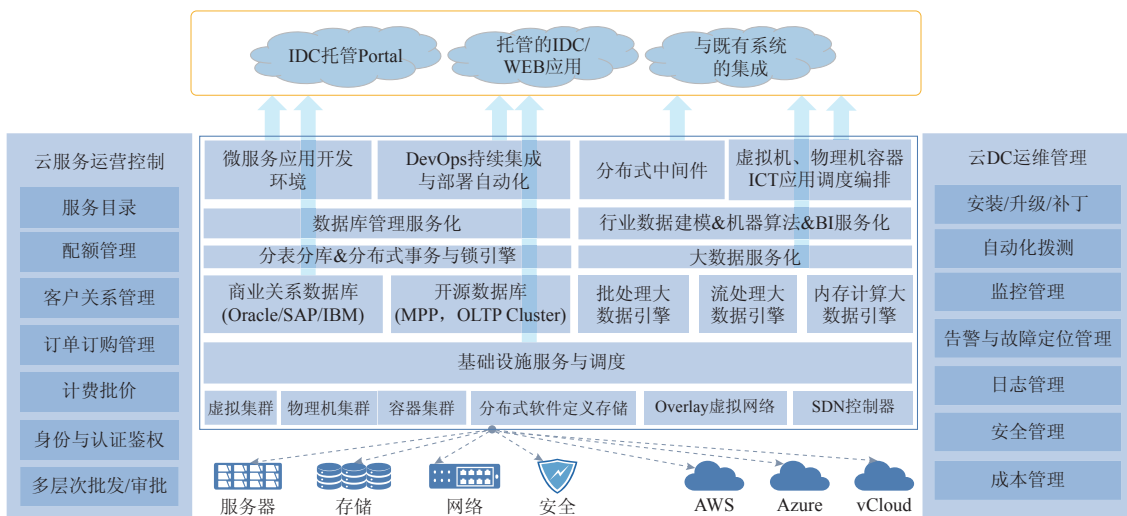 IDC托管Portal
托管的IDC/
WEB应用
与既有系统
的集成
云服务运营控制
服务目录
配额管理
客户关系管理
订单订购管理
计费批价
身份与认证鉴权
多层次批发/审批
微服务应用开发
环境
DevOps持续集成
与部署自动化
分布式中间件
虚拟机、物理机容器
ICT应用调度编排
数据库管理服务化
行业数据建模&机器算法&BI服务化
分表分库&分布式事务与锁引擎
大数据服务化
商业关系数据库
(Oracle/SAP/IBM)
开源数据库
(MPP，OLTP Cluster)
批处理大
数据引擎
流处理大
数据引擎
内存计算大
数据引擎
基础设施服务与调度
虚拟集群
物理机集群
容器集群
分布式软件定义存储
Overlay虚拟网络
SDN控制器
服务器
存储
网络
安全
AWS
Azure
vCloud
云DC运维管理
安装/升级/补丁
自动化拨测
监控管理
告警与故障定位管理
日志管理
安全管理
成本管理